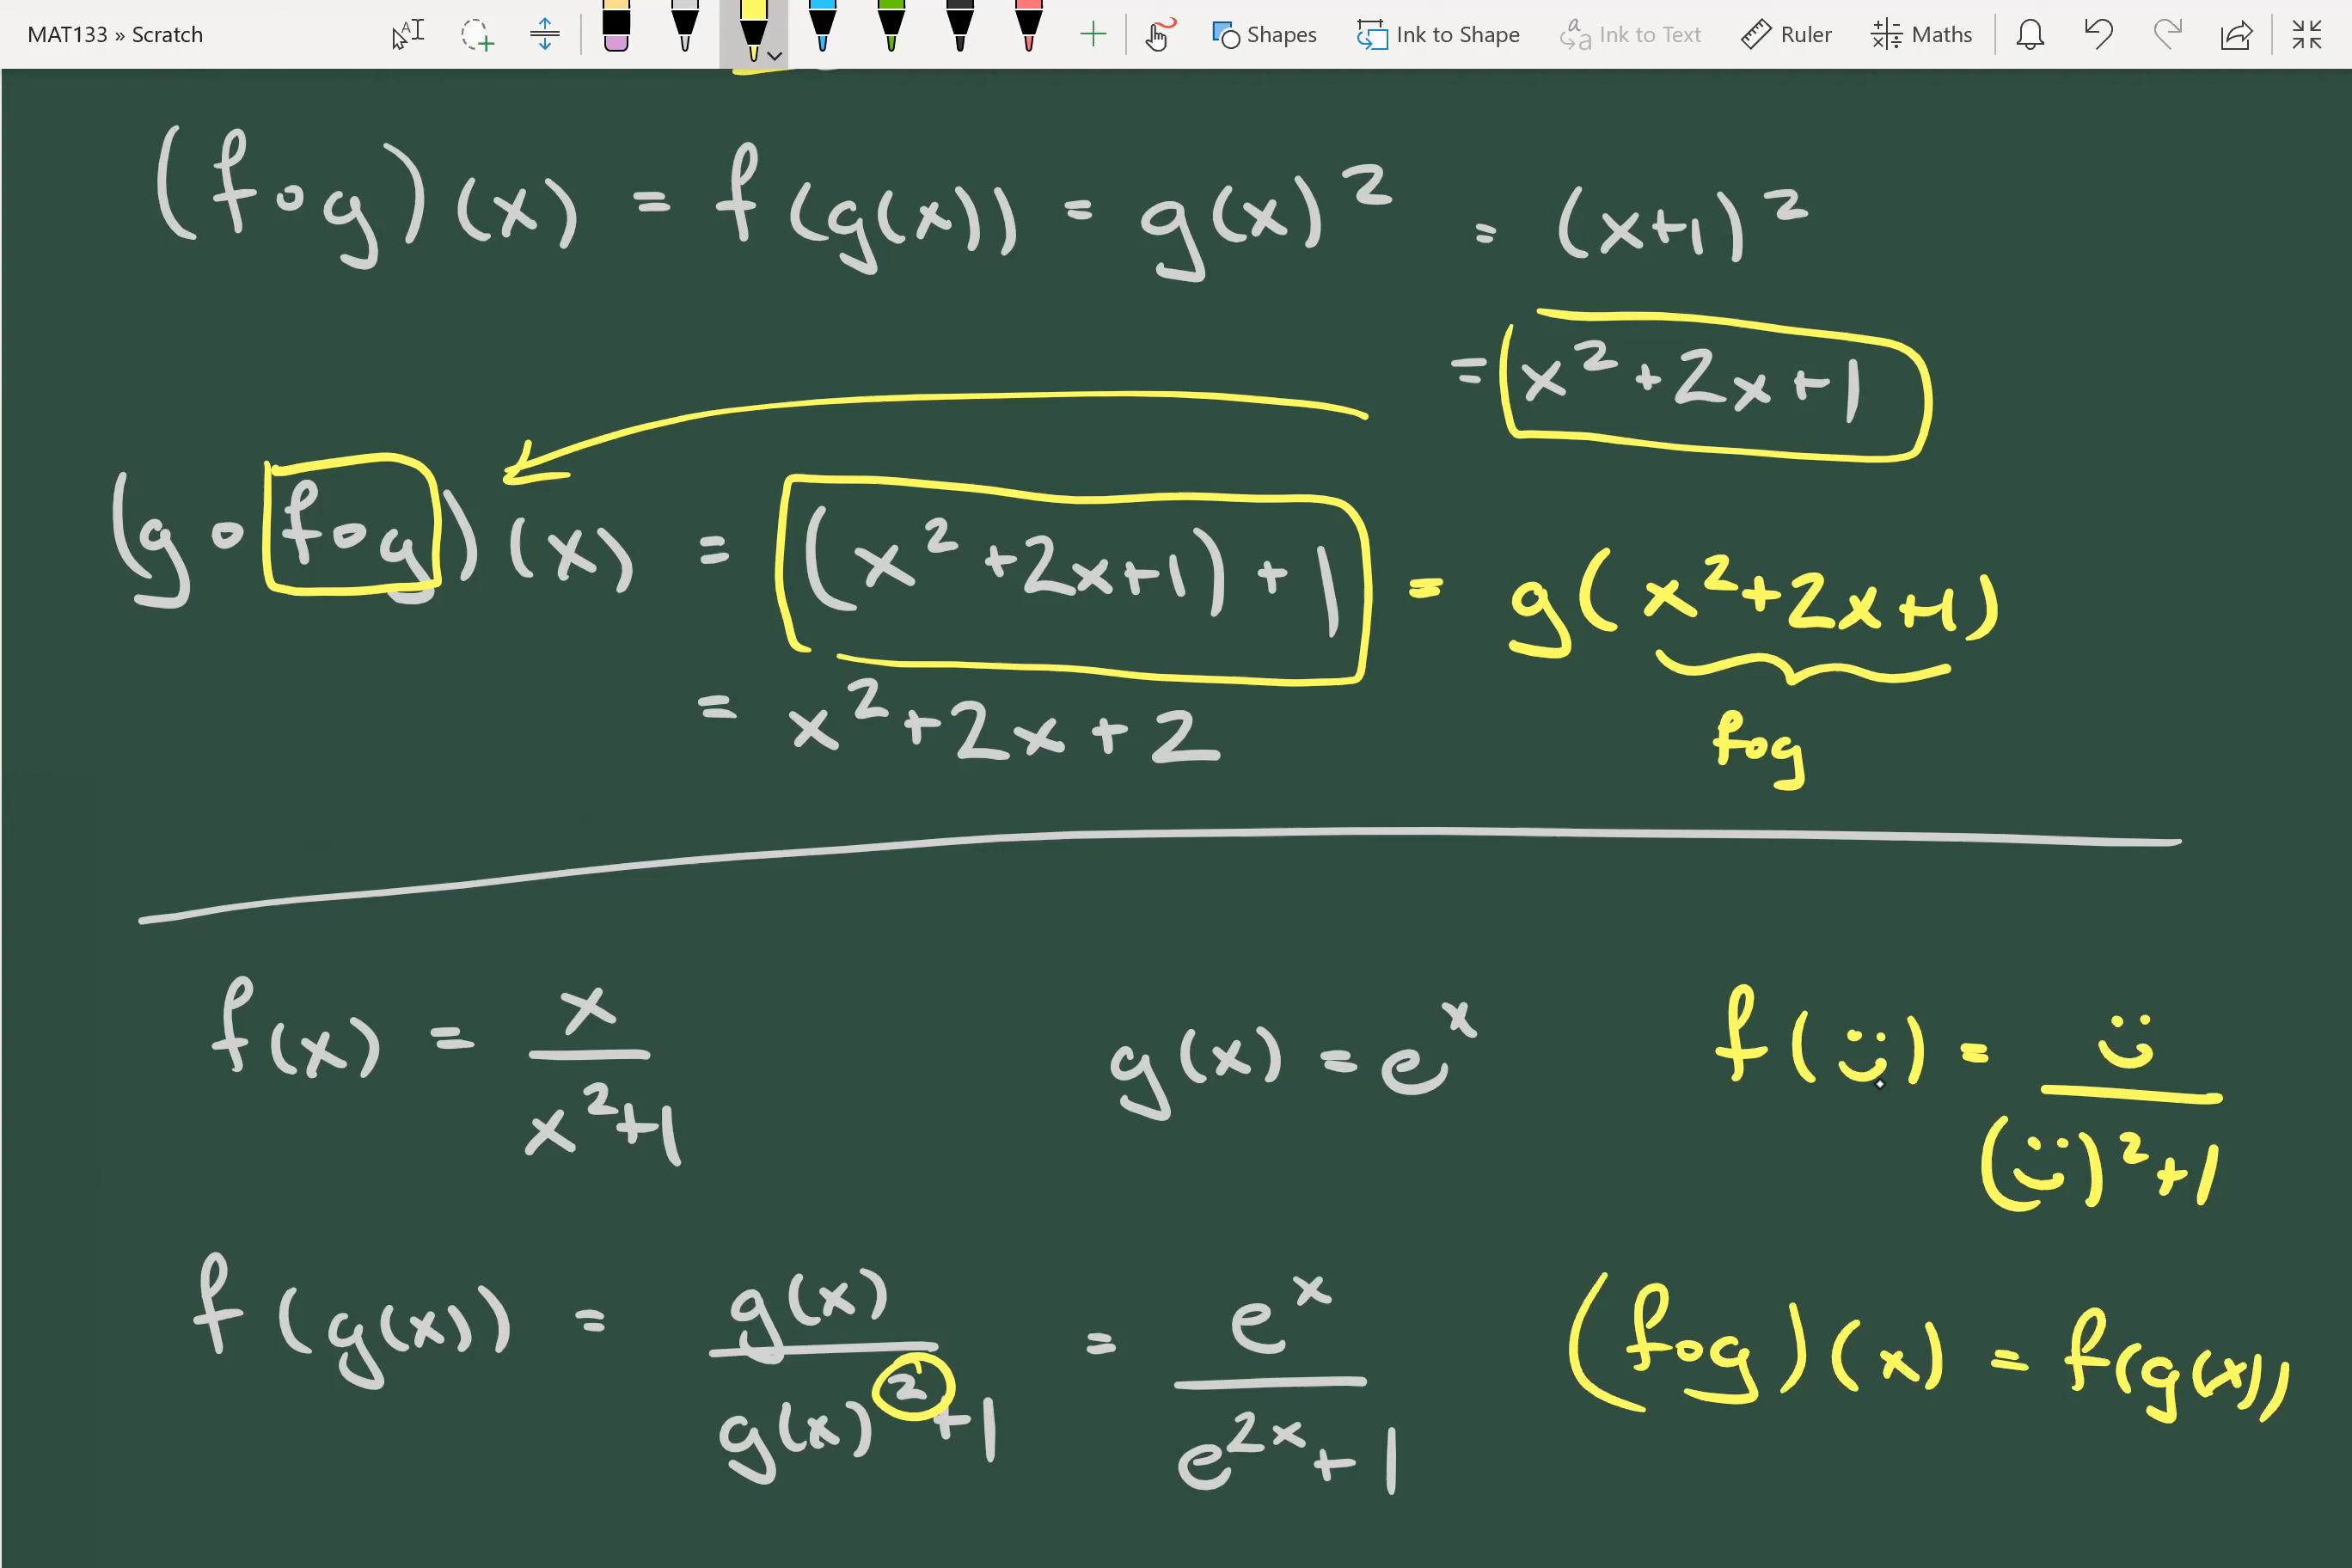 MAT133 » Scratch Shapes Ink to Shape Ink to Text Ruler Maths
(f∘g)(x) = f(g(x)) = g(x)² = (x+1)²
= x²+2x+1
(g∘f∘g)(x) = (x²+2x+1)+1 = g(x²+2x+1)
f∘g
= x²+2x+2
f(x) = x/(x²+1) g(x) = eˣ f(☺) = ☺/((☺)²+1)
f(g(x)) = g(x)/(g(x)²+1) = eˣ/(e²ˣ+1) (f∘g)(x) = f(g(x))